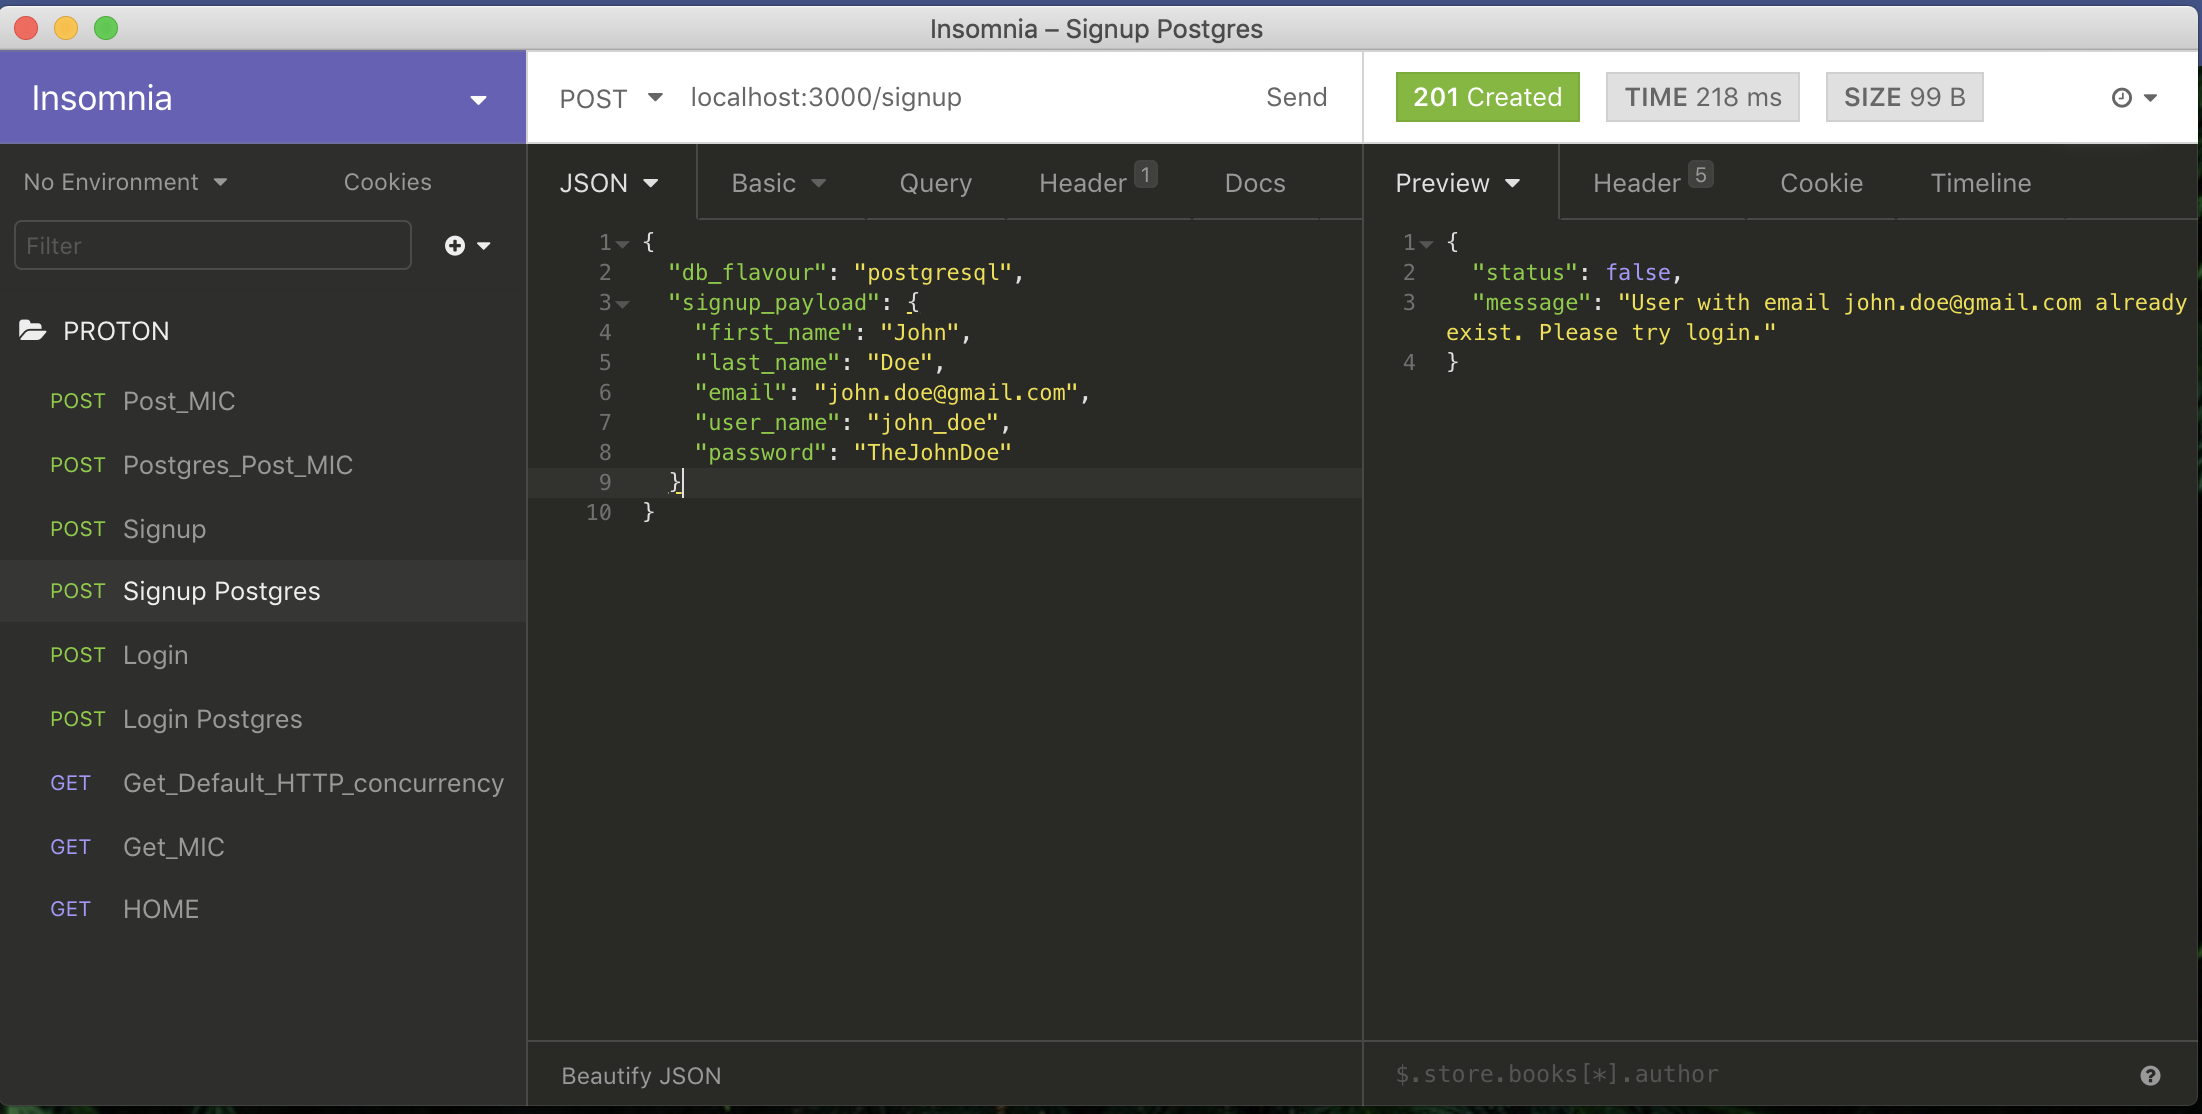 Insomnia – Signup Postgres
Insomnia
POST localhost:3000/signup Send
201 Created TIME 218 ms SIZE 99 B
No Environment Cookies
Filter
PROTON
POST Post_MIC
POST Postgres_Post_MIC
POST Signup
POST Signup Postgres
POST Login
POST Login Postgres
GET Get_Default_HTTP_concurrency
GET Get_MIC
GET HOME
JSON Basic Query Header 1 Docs
1 {
2 "db_flavour": "postgresql",
3 "signup_payload": {
4 "first_name": "John",
5 "last_name": "Doe",
6 "email": "john.doe@gmail.com",
7 "user_name": "john_doe",
8 "password": "TheJohnDoe"
9 }
10 }
Beautify JSON
Preview Header 5 Cookie Timeline
1 {
2 "status": false,
3 "message": "User with email john.doe@gmail.com already
exist. Please try login."
4 }
$.store.books[*].author